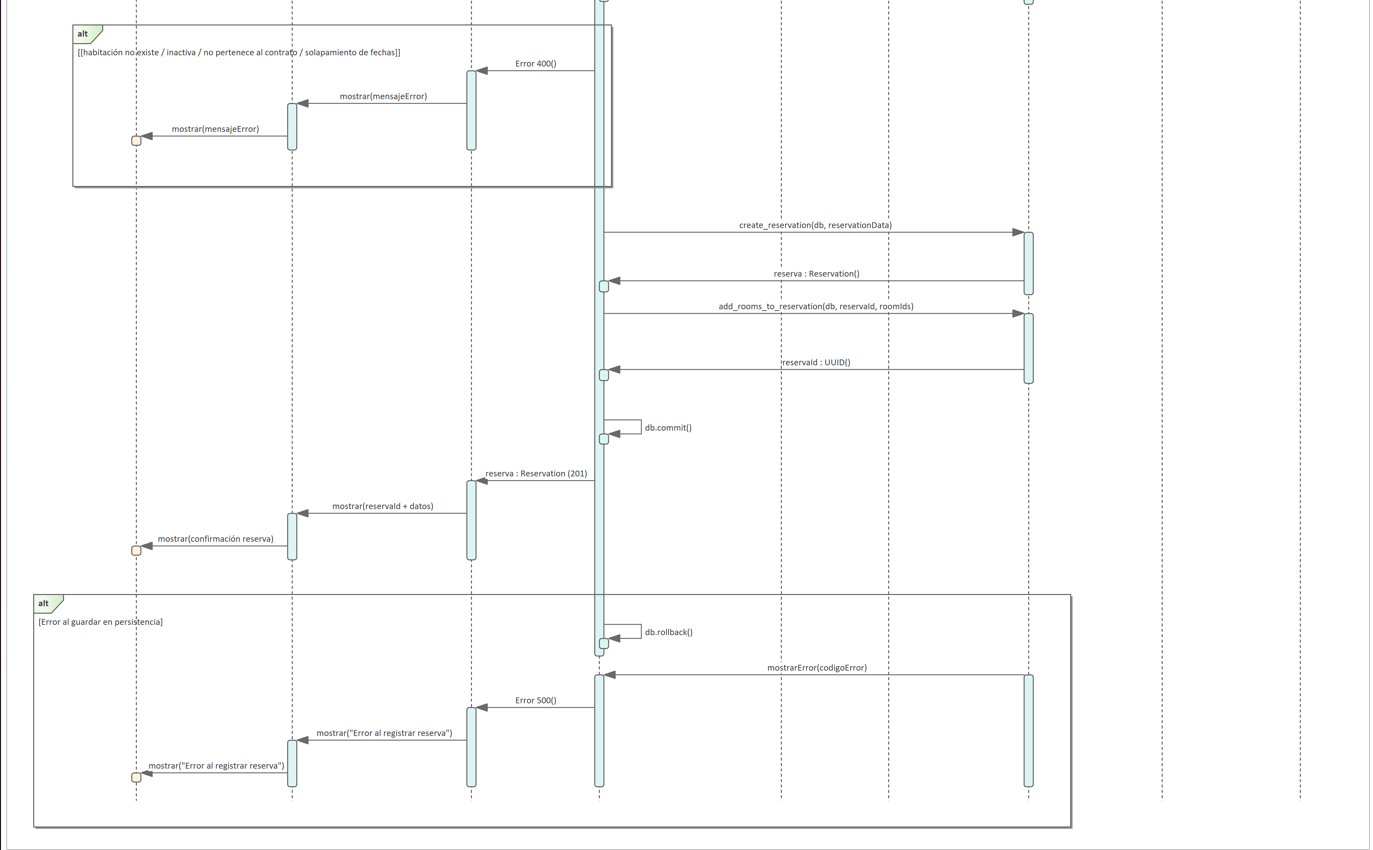 alt
[[habitación no existe / inactiva / no pertenece al contrato / solapamiento de fechas]]
Error 400()
mostrar(mensajeError)
mostrar(mensajeError)
create_reservation(db, reservationData)
reserva : Reservation()
add_rooms_to_reservation(db, reservaId, roomIds)
reservaId : UUID()
db.commit()
reserva : Reservation (201)
mostrar(reservaId + datos)
mostrar(confirmación reserva)
alt
[Error al guardar en persistencia]
db.rollback()
mostrarError(codigoError)
Error 500()
mostrar("Error al registrar reserva")
mostrar("Error al registrar reserva")